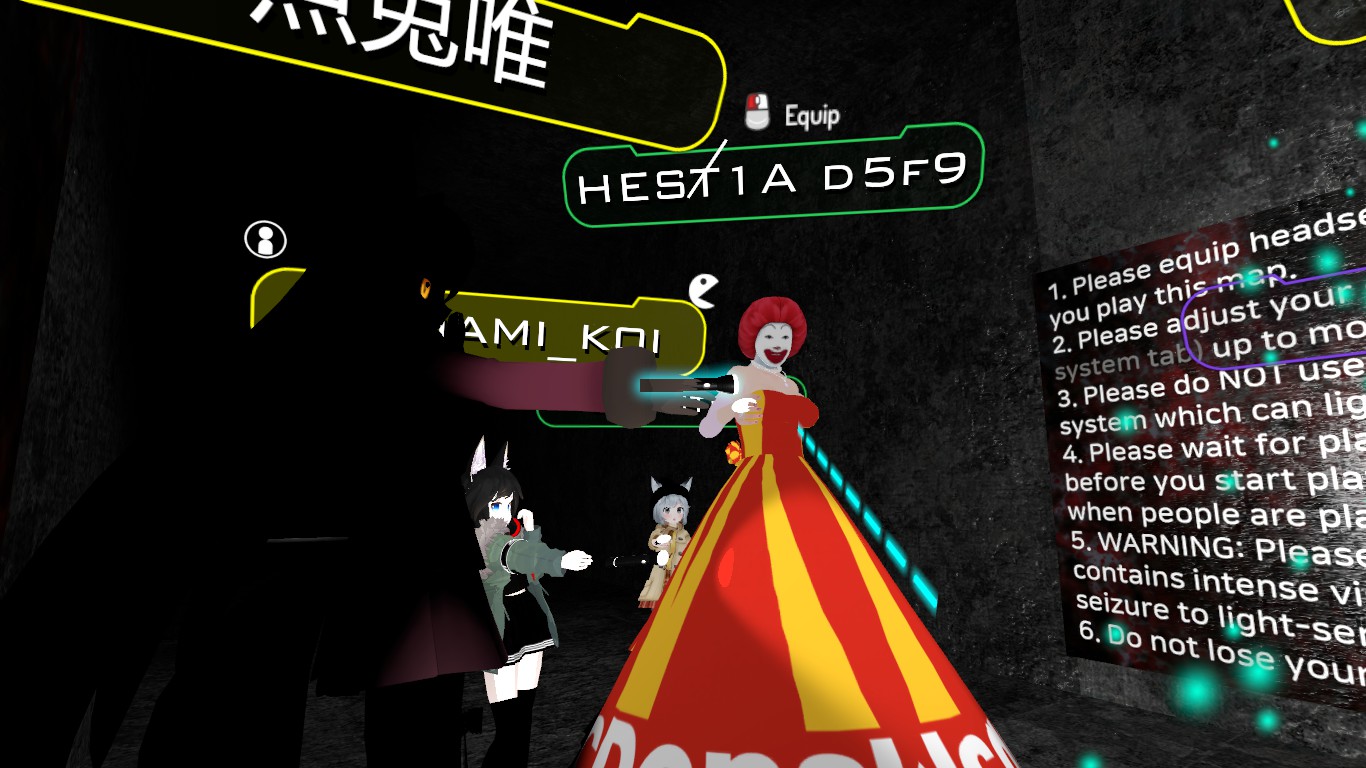 唯
Equip
HEST1A D5F9
AMI_KOI
1. Please equip headse
you play this map.
2. Please adjust your
system tab) up to mo
3. Please do NOT use
system which can lig
4. Please wait for pla
before you start pla
when people are pla
5. WARNING: Please
contains intense vi
seizure to light-se
6. Do not lose your